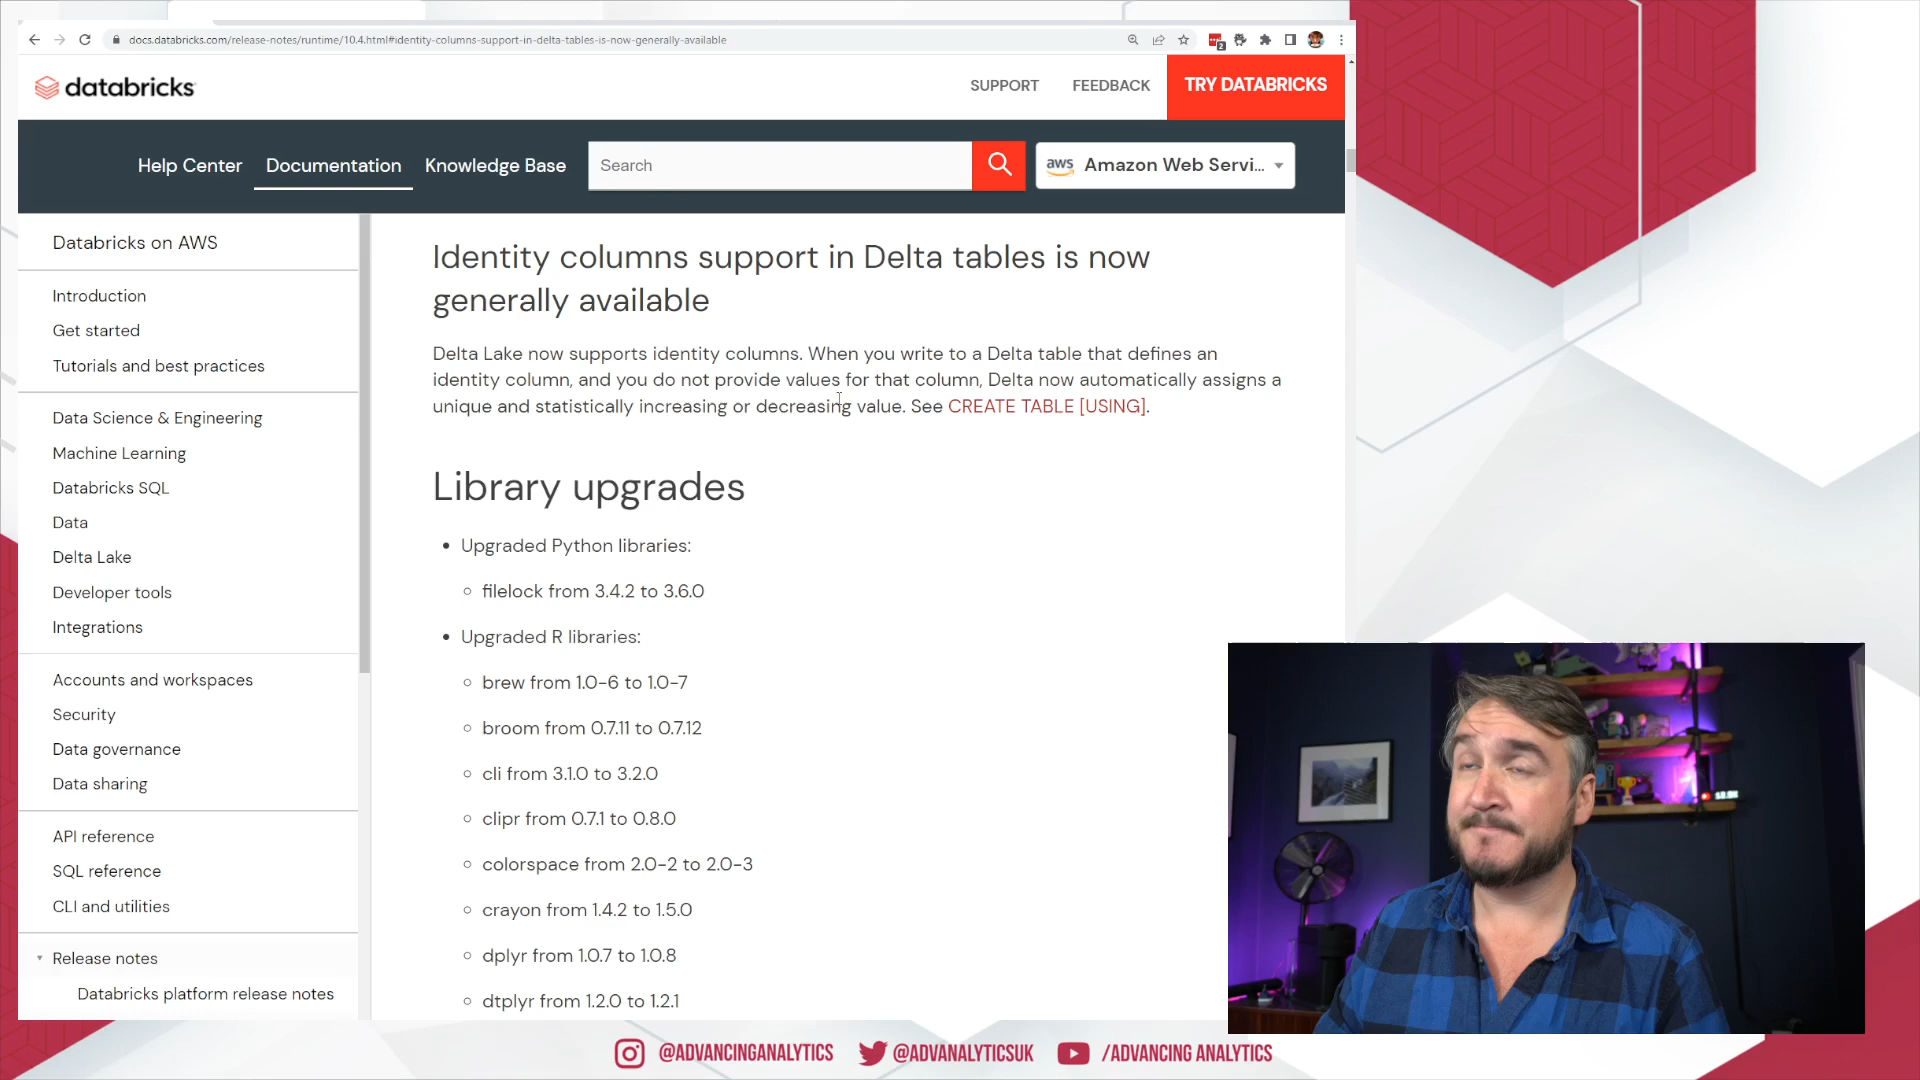 docs.databricks.com/release-notes/runtime/10.4.html#identity-columns-support-in-delta-tables-is-now-generally-available
2
databricks
SUPPORT
FEEDBACK
TRY DATABRICKS
Help Center
Documentation
Knowledge Base
Search
aws Amazon Web Servi...
Databricks on AWS
Introduction
Get started
Tutorials and best practices
Data Science & Engineering
Machine Learning
Databricks SQL
Data
Delta Lake
Developer tools
Integrations
Accounts and workspaces
Security
Data governance
Data sharing
API reference
SQL reference
CLI and utilities
Release notes
Databricks platform release notes
Identity columns support in Delta tables is now
generally available
Delta Lake now supports identity columns. When you write to a Delta table that defines an
identity column, and you do not provide values for that column, Delta now automatically assigns a
unique and statistically increasing or decreasing value. See CREATE TABLE [USING].
Library upgrades
Upgraded Python libraries:
filelock from 3.4.2 to 3.6.0
Upgraded R libraries:
brew from 1.0-6 to 1.0-7
broom from 0.7.11 to 0.7.12
cli from 3.1.0 to 3.2.0
clipr from 0.7.1 to 0.8.0
colorspace from 2.0-2 to 2.0-3
crayon from 1.4.2 to 1.5.0
dplyr from 1.0.7 to 1.0.8
dtplyr from 1.2.0 to 1.2.1
@ADVANCINGANALYTICS
@ADVANALYTICSUK
/ADVANCING ANALYTICS